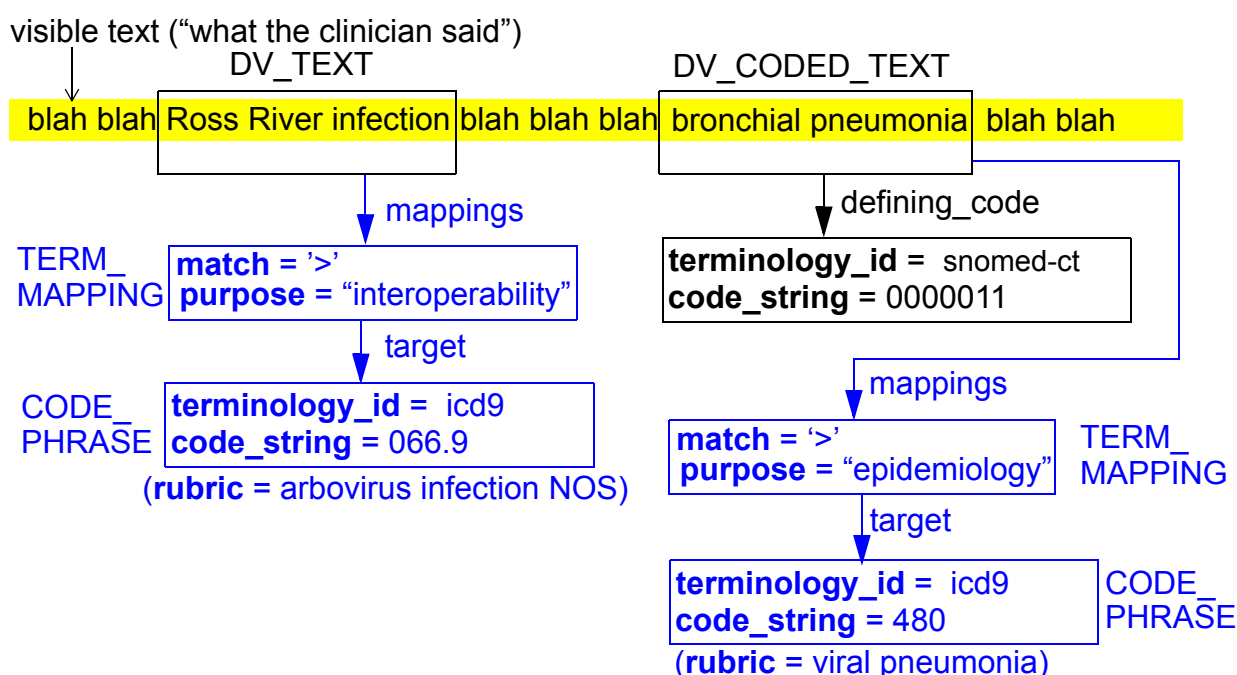 visible text (“what the clinician said”)
DV_TEXT
DV_CODED_TEXT
blah blah Ross River infection blah blah blah bronchial pneumonia blah blah
mappings
defining_code
TERM_
MAPPING
match = ’>’
purpose = “interoperability”
terminology_id = snomed-ct
code_string = 0000011
target
mappings
CODE_
PHRASE
terminology_id = icd9
code_string = 066.9
(rubric = arbovirus infection NOS)
match = ‘>’
purpose = “epidemiology”
TERM_
MAPPING
target
terminology_id = icd9
code_string = 480
CODE_
PHRASE
(rubric = viral pneumonia)